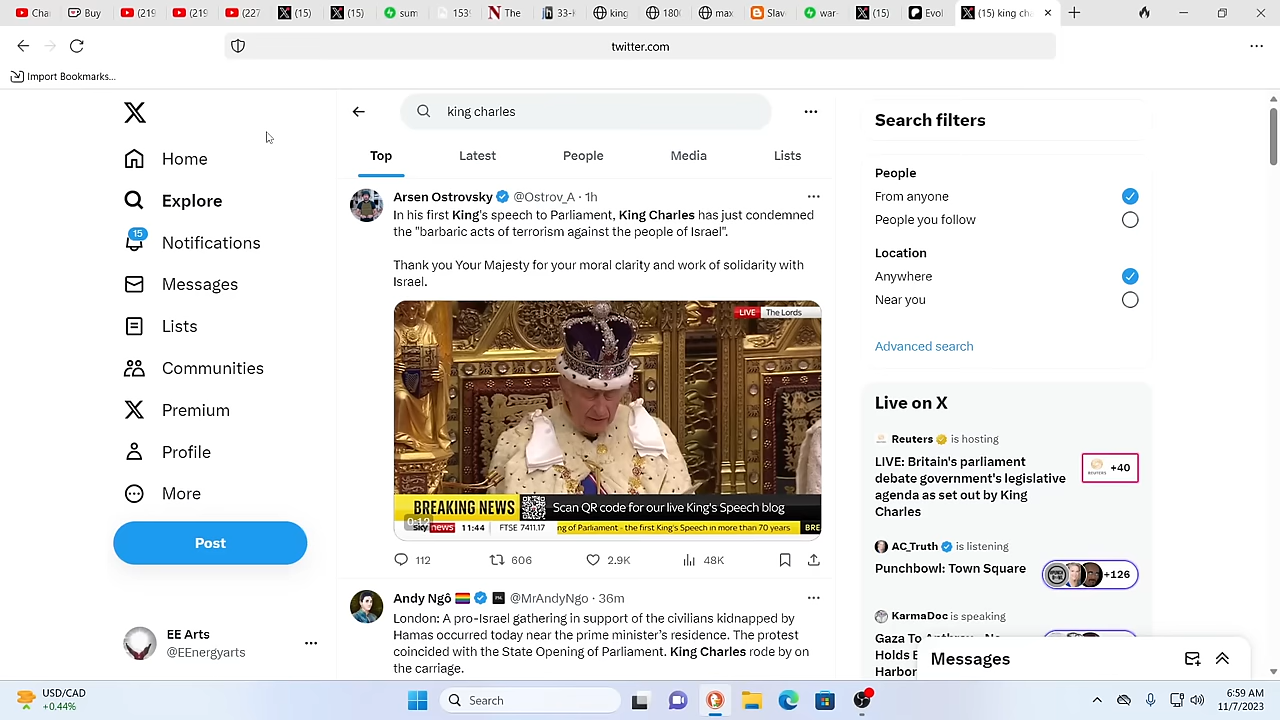 Cha
Buy
(219
(219
(227
(15)
(15)
sum
153
The
33-
king
800
max
Slav
war
(15)
Evol
(15) king ch
twitter.com
Import Bookmarks...
king charles
Home
Explore
15
Notifications
Messages
Lists
Communities
Premium
Profile
More
Post
EE Arts
@EEnergyarts
Top
Latest
People
Media
Lists
Arsen Ostrovsky @Ostrov_A · 1h
In his first King's speech to Parliament, King Charles has just condemned
the "barbaric acts of terrorism against the people of Israel".
Thank you Your Majesty for your moral clarity and work of solidarity with
Israel.
LIVE The Lords
BREAKING NEWS Scan QR code for our live King's Speech blog
0:12
sky news 11:44 FTSE 7411.17 ng of Parliament - the first King's Speech in more than 70 years BRE
112 606 2.9K 48K
Andy Ngô @MrAndyNgo · 36m
London: A pro-Israel gathering in support of the civilians kidnapped by
Hamas occurred today near the prime minister's residence. The protest
coincided with the State Opening of Parliament. King Charles rode by on
the carriage.
Search filters
People
From anyone
People you follow
Location
Anywhere
Near you
Advanced search
Live on X
Reuters is hosting
LIVE: Britain's parliament
debate government's legislative
agenda as set out by King
Charles
REUTERS +40
AC_Truth is listening
Punchbowl: Town Square
+126
KarmaDoc is speaking
Gaza To
Holds B
Harbor
Messages
USD/CAD
+0.44%
Search
6:59 AM
11/7/2023